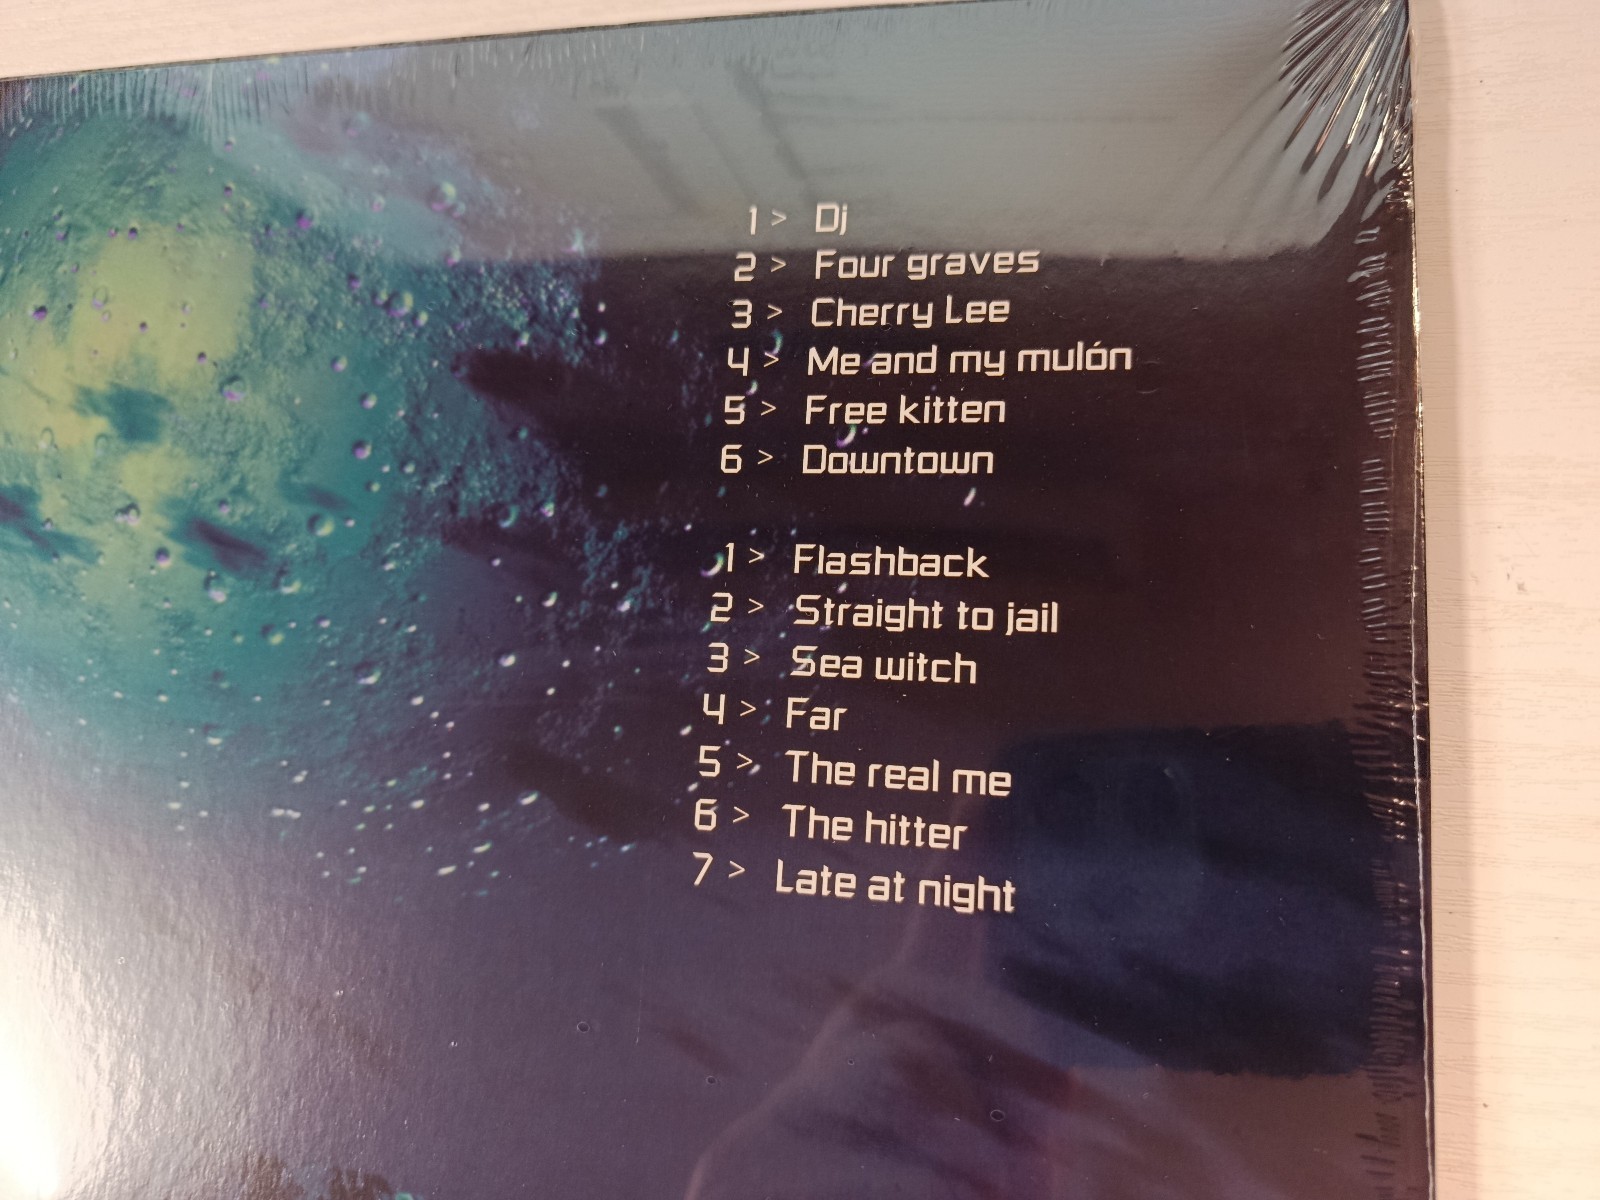 1 > Dj
2 > Four graves
3 > Cherry Lee
4 > Me and my mulón
5 > Free kitten
6 > Downtown
1 > Flashback
2 > Straight to jail
3 > Sea witch
4 > Far
5 > The real me
6 > The hitter
7 > Late at night